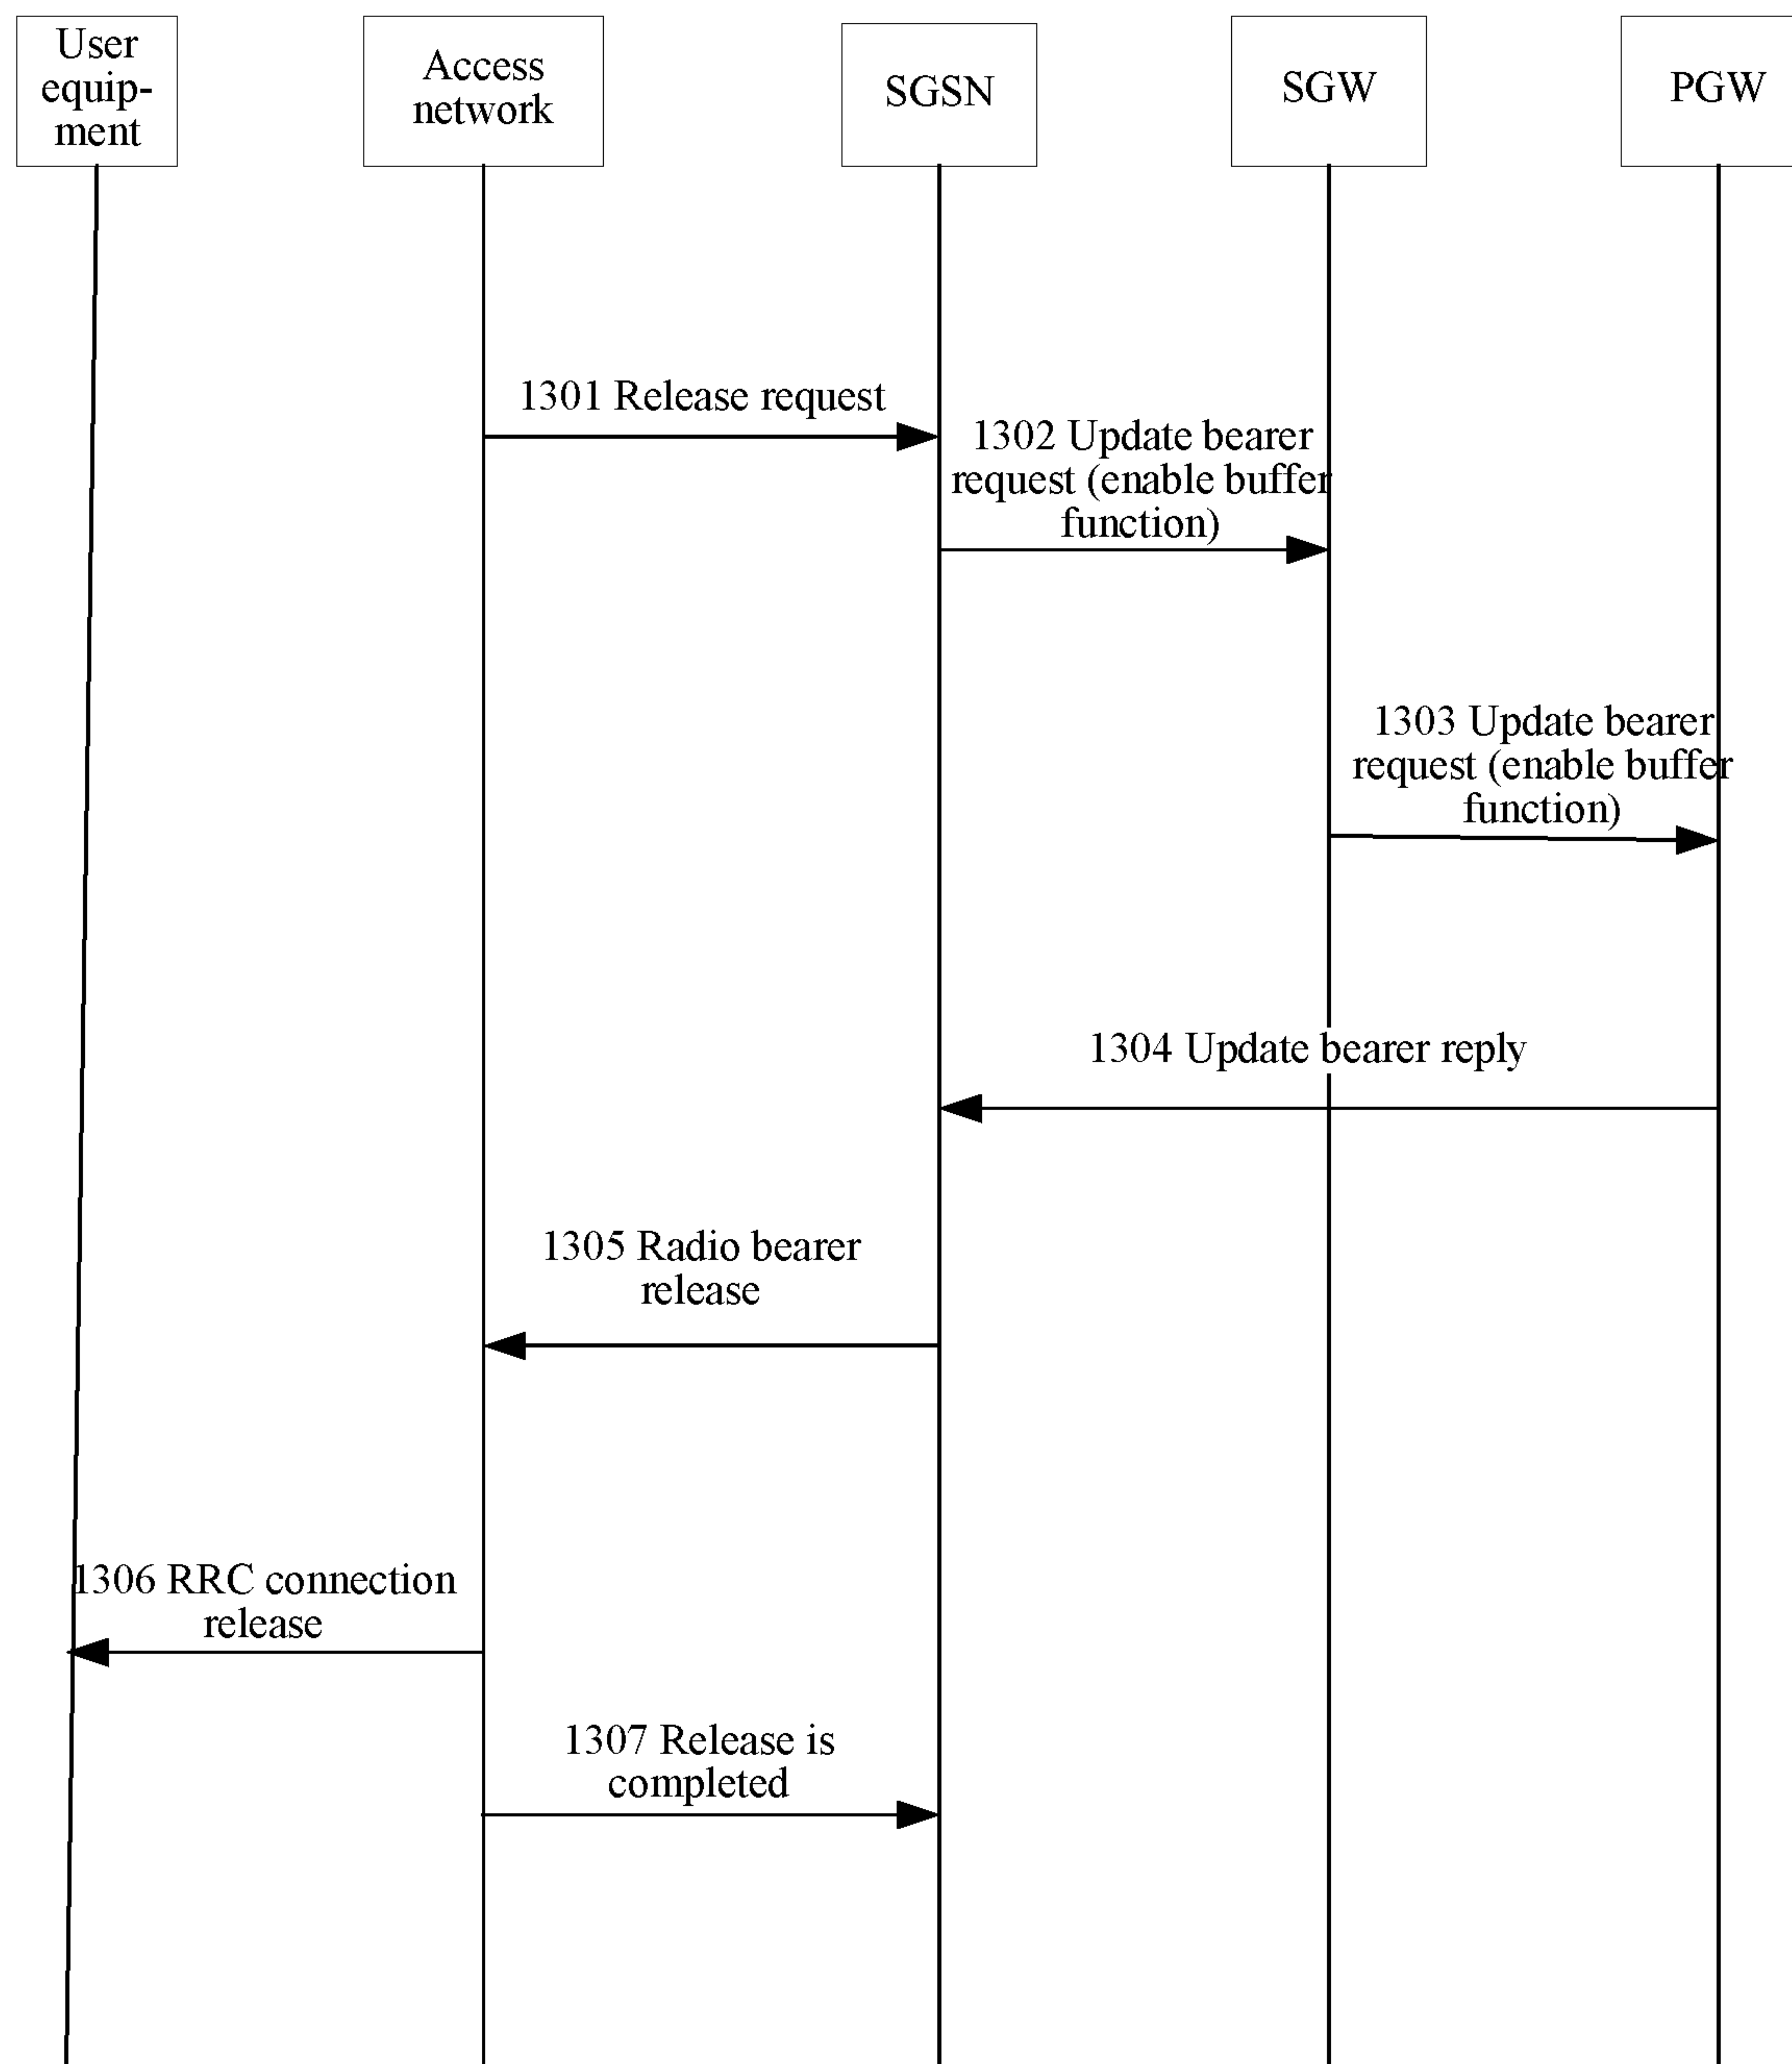 User
equip-
ment
Access
network
SGSN
SGW
PGW
1301 Release request
1302 Update bearer
request (enable buffer
function)
1303 Update bearer
request (enable buffer
function)
1304 Update bearer reply
1305 Radio bearer
release
1306 RRC connection
release
1307 Release is
completed